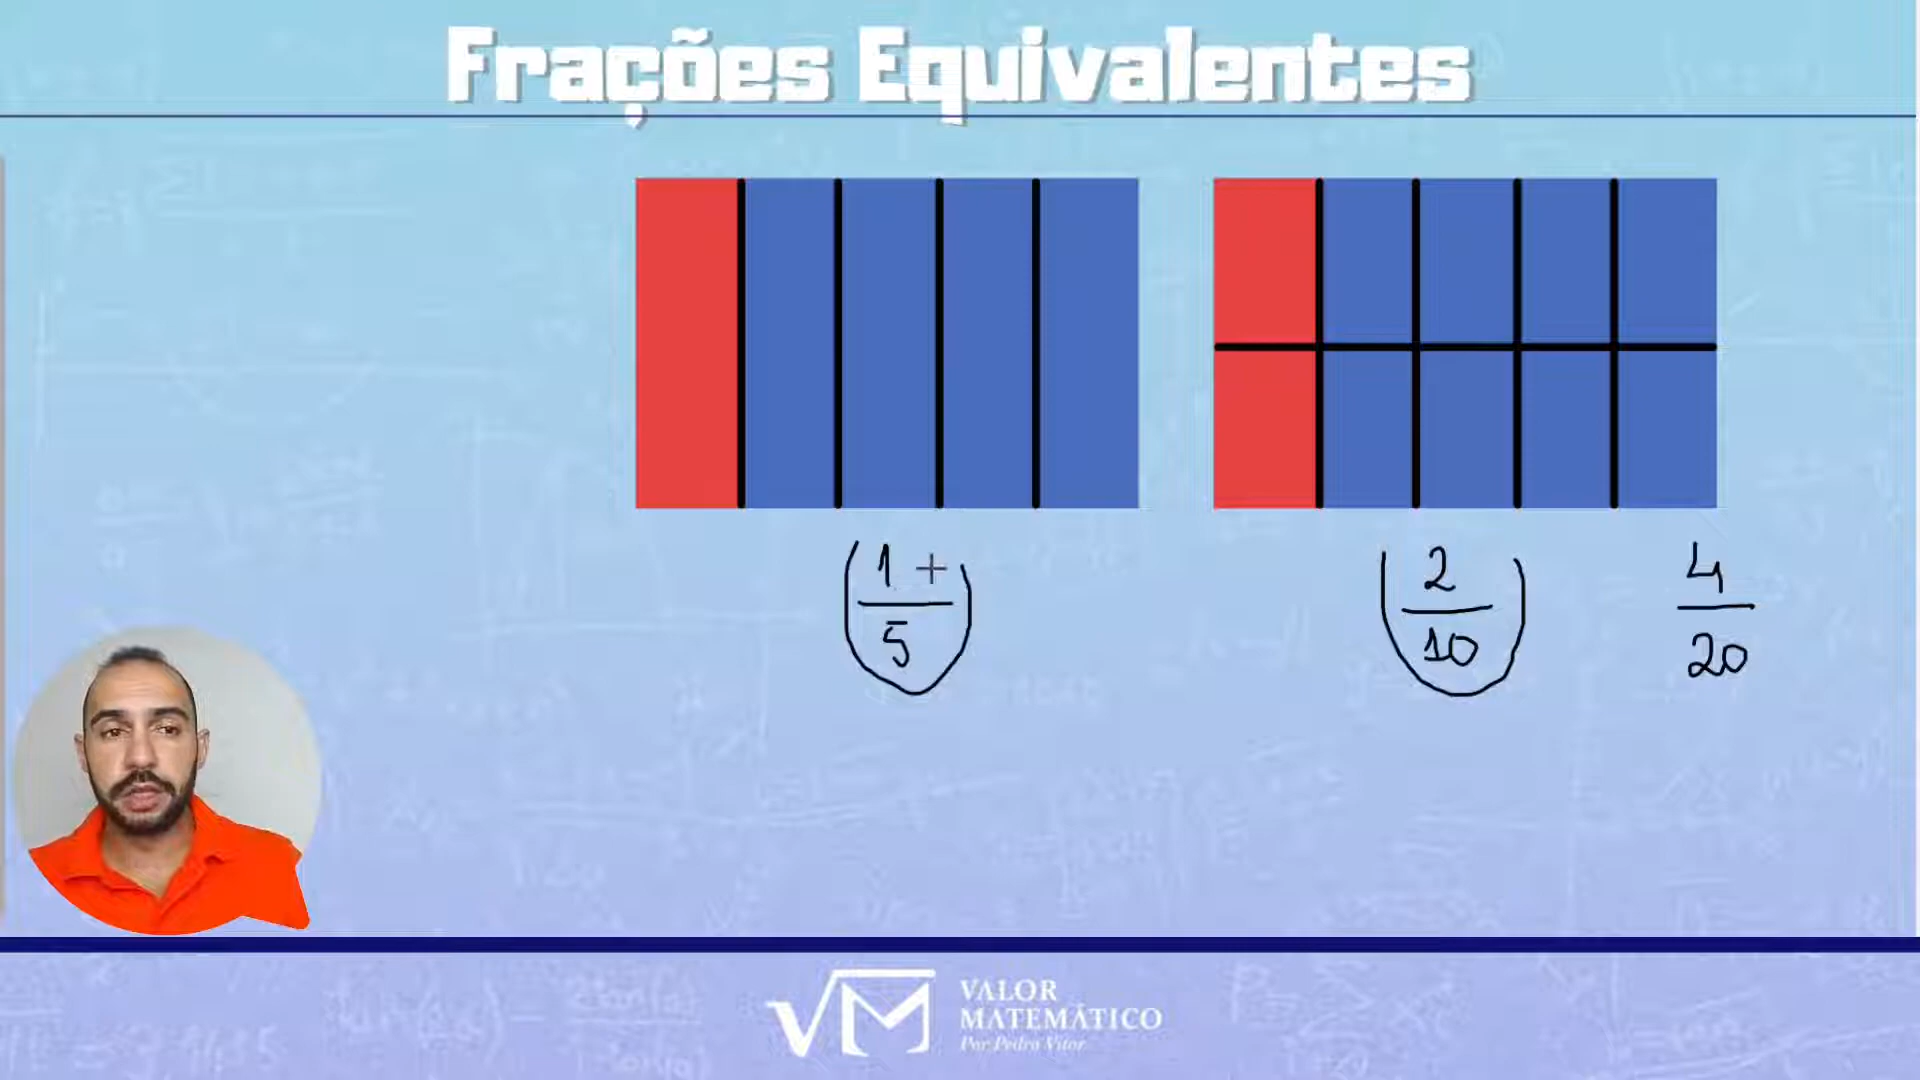 Frações Equivalentes
1
5
2
10
4
20
VALOR
MATEMÁTICO
Por Pedro Vitor